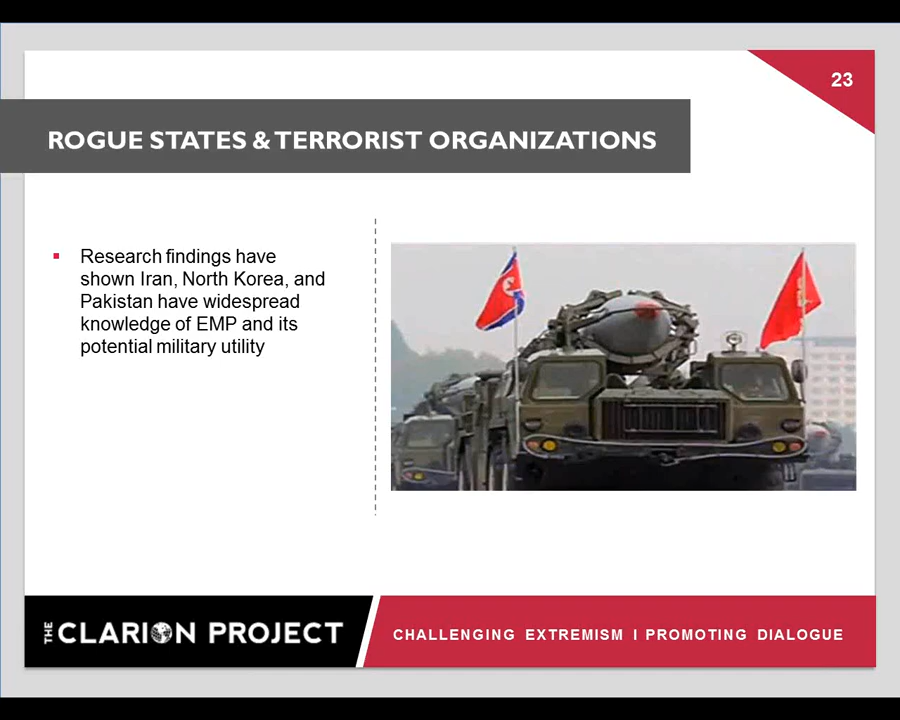 23
ROGUE STATES & TERRORIST ORGANIZATIONS
Research findings have
shown Iran, North Korea, and
Pakistan have widespread
knowledge of EMP and its
potential military utility
THE CLARION PROJECT
CHALLENGING EXTREMISM | PROMOTING DIALOGUE